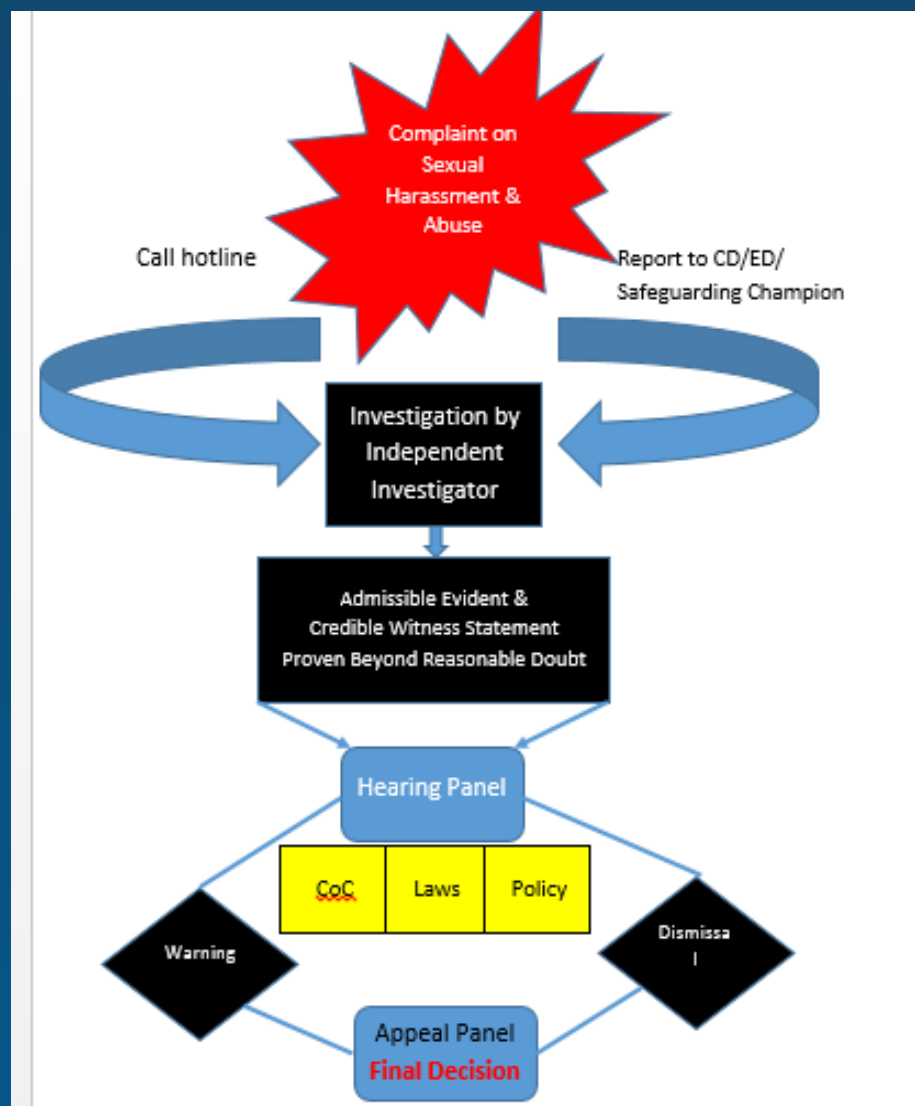 Complaint on
Sexual
Harassment &
Abuse
Call hotline
Report to CD/ED/
Safeguarding Champion
Investigation by
Independent
Investigator
Admissible Evident &
Credible Witness Statement
Proven Beyond Reasonable Doubt
Hearing Panel
CoC
Laws
Policy
Warning
Dismissa
l
Appeal Panel
Final Decision